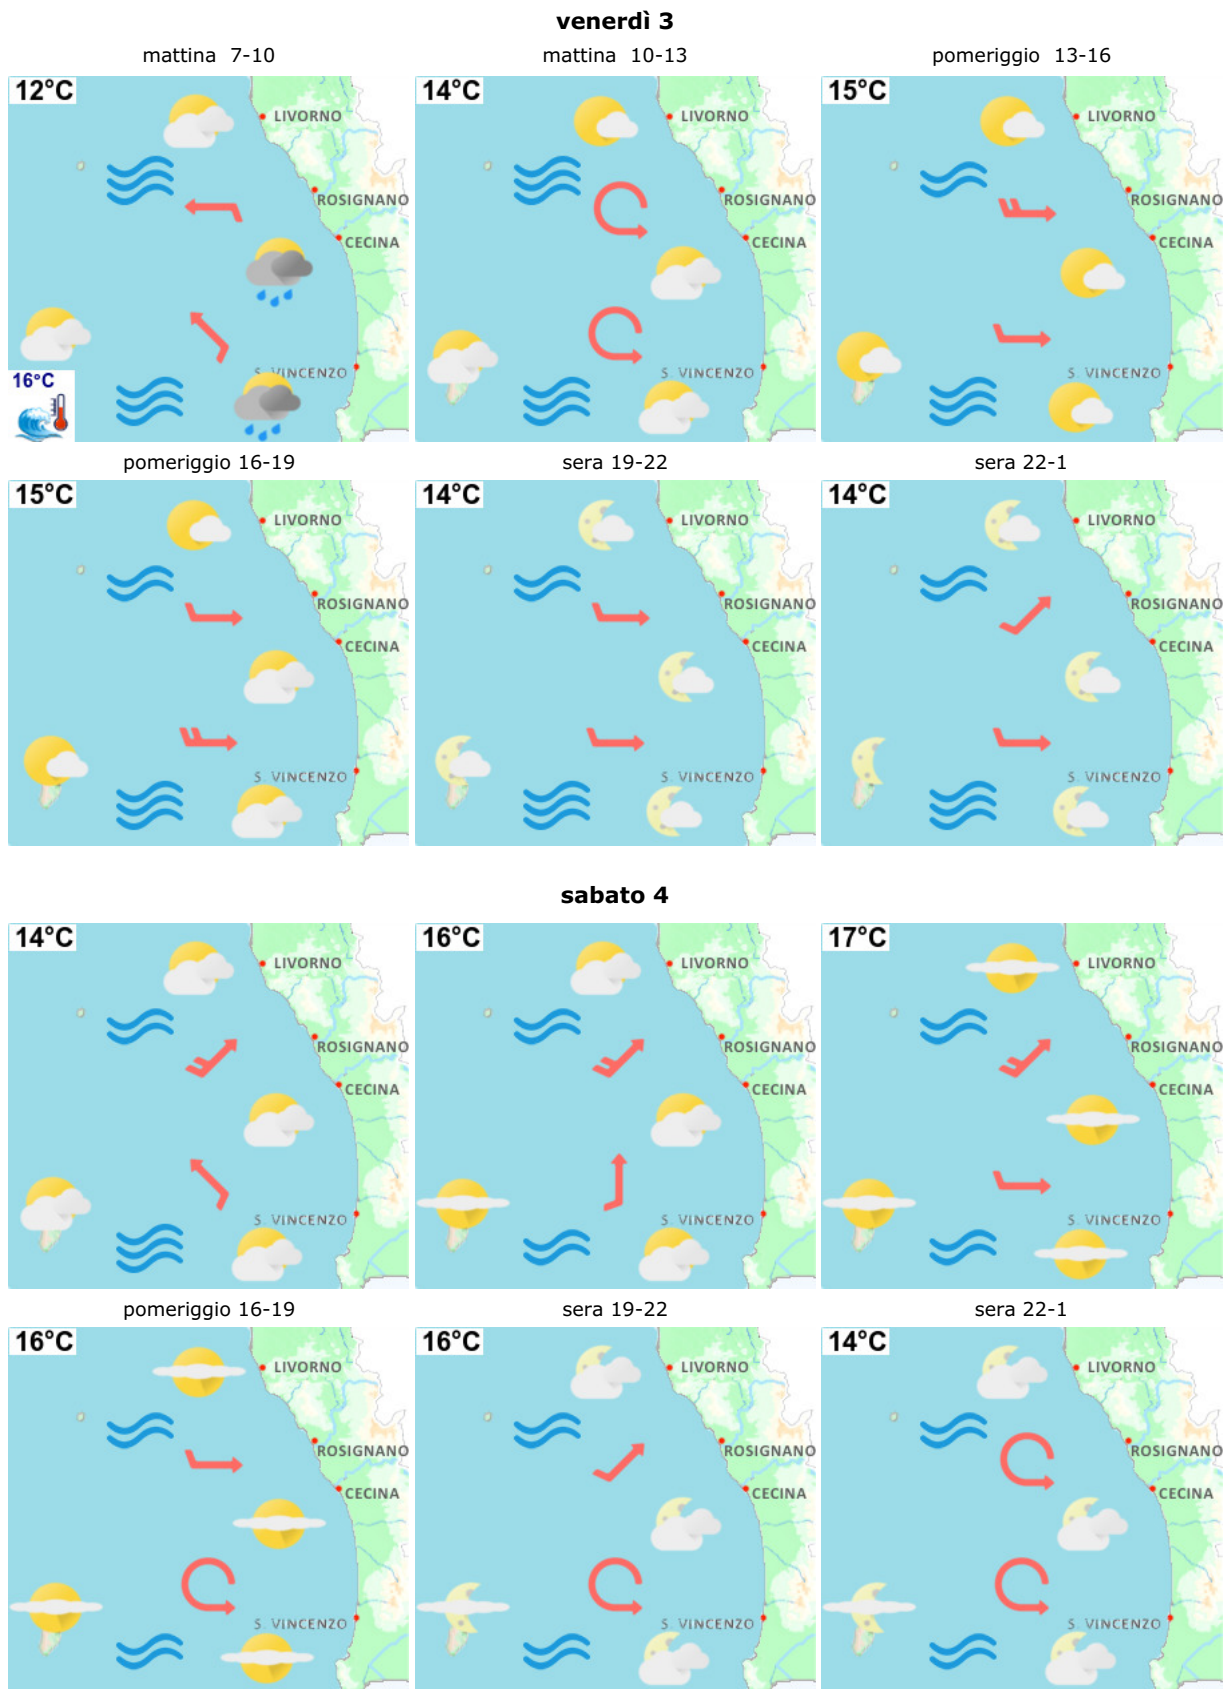 venerdì 3
mattina 7-10
mattina 10-13
pomeriggio 13-16
12°C
LIVORNO
ROSIGNANO
CECINA
S. VINCENZO
16°C
14°C
LIVORNO
ROSIGNANO
CECINA
S. VINCENZO
15°C
LIVORNO
ROSIGNANO
CECINA
S. VINCENZO
pomeriggio 16-19
sera 19-22
sera 22-1
15°C
LIVORNO
ROSIGNANO
CECINA
S. VINCENZO
14°C
LIVORNO
ROSIGNANO
CECINA
S. VINCENZO
14°C
LIVORNO
ROSIGNANO
CECINA
S. VINCENZO
sabato 4
14°C
LIVORNO
ROSIGNANO
CECINA
S. VINCENZO
16°C
LIVORNO
ROSIGNANO
CECINA
S. VINCENZO
17°C
LIVORNO
ROSIGNANO
CECINA
S. VINCENZO
pomeriggio 16-19
sera 19-22
sera 22-1
16°C
LIVORNO
ROSIGNANO
CECINA
S. VINCENZO
16°C
LIVORNO
ROSIGNANO
CECINA
S. VINCENZO
14°C
LIVORNO
ROSIGNANO
CECINA
S. VINCENZO